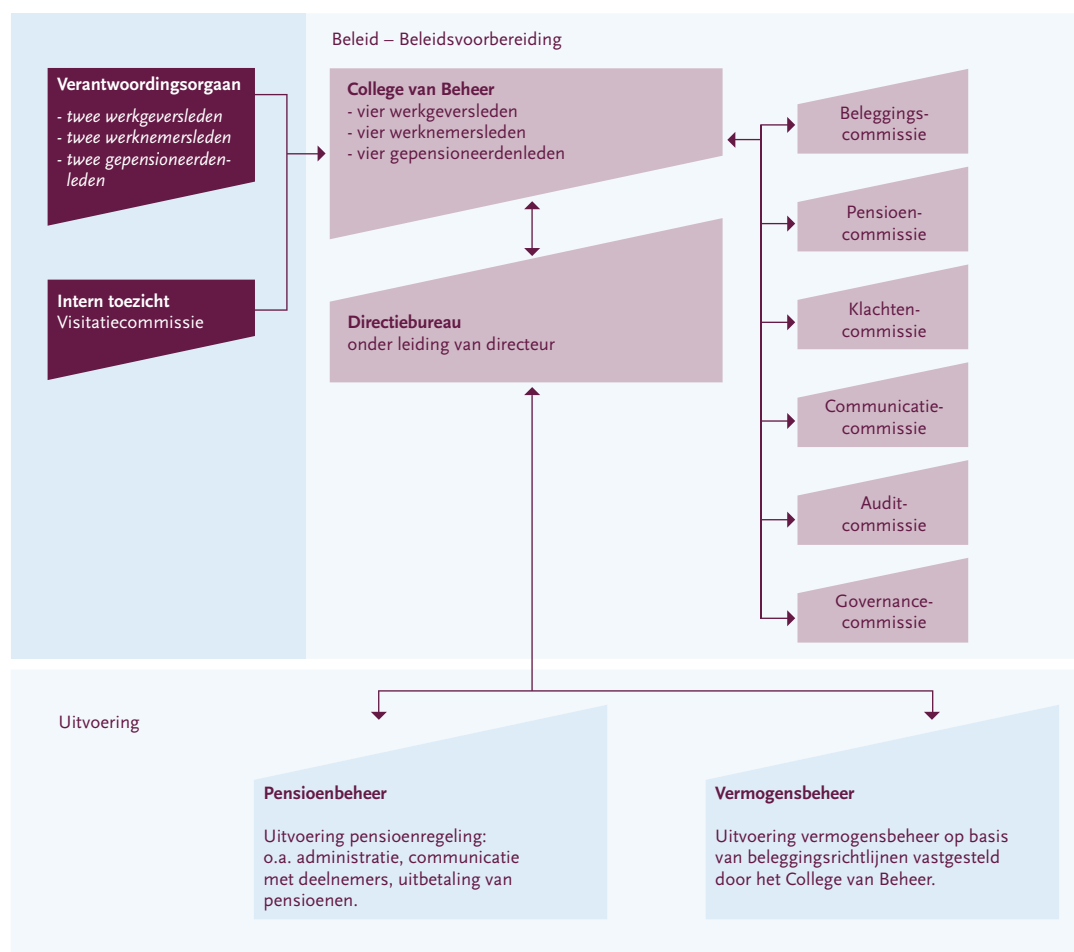 Beleid – Beleidsvoorbereiding
Verantwoordingsorgaan
- twee werkgeversleden
- twee werknemersleden
- twee gepensioneerden-
leden
Intern toezicht
Visitatiecommissie
College van Beheer
- vier werkgeversleden
- vier werknemersleden
- vier gepensioneerdenleden
Directiebureau
onder leiding van directeur
Beleggings-
commissie
Pensioen-
commissie
Klachten-
commissie
Communicatie-
commissie
Audit-
commissie
Governance-
commissie
Uitvoering
Pensioenbeheer
Uitvoering pensioenregeling:
o.a. administratie, communicatie
met deelnemers, uitbetaling van
pensioenen.
Vermogensbeheer
Uitvoering vermogensbeheer op basis
van beleggingsrichtlijnen vastgesteld
door het College van Beheer.